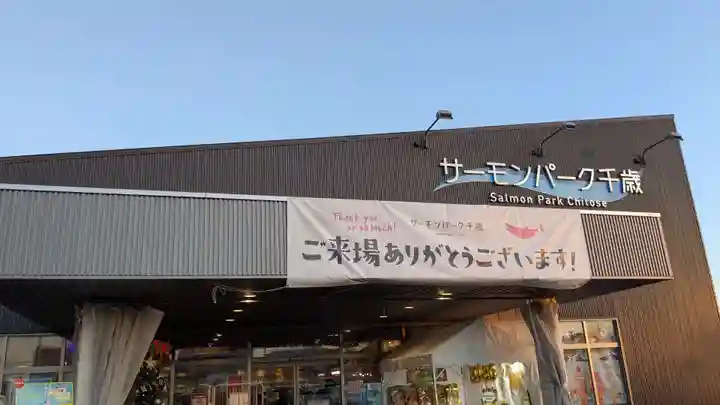 サーモンパーク千歳
Salmon Park Chitose
Thank you
so so much!
サーモンパーク千歳
ご来場ありがとうございます!